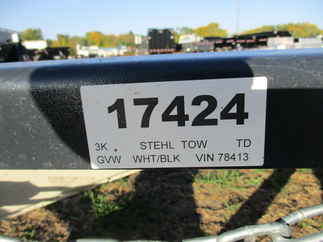 17424
3K . STEHL TOW TD
GVW WHT/BLK VIN 78413